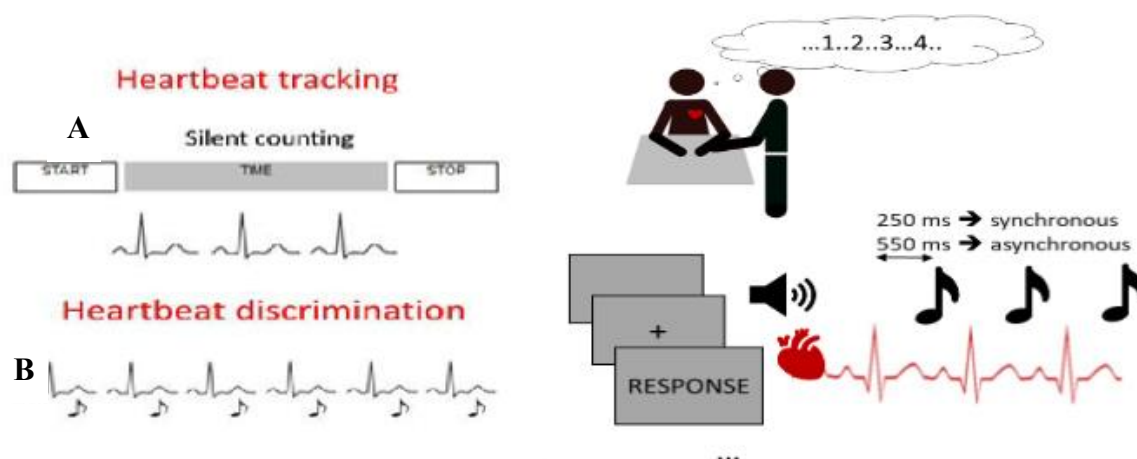 Heartbeat tracking
A
Silent counting
START TIME STOP
Heartbeat discrimination
B
...1..2..3...4..
250 ms ➔ synchronous
550 ms ➔ asynchronous
+
RESPONSE
...